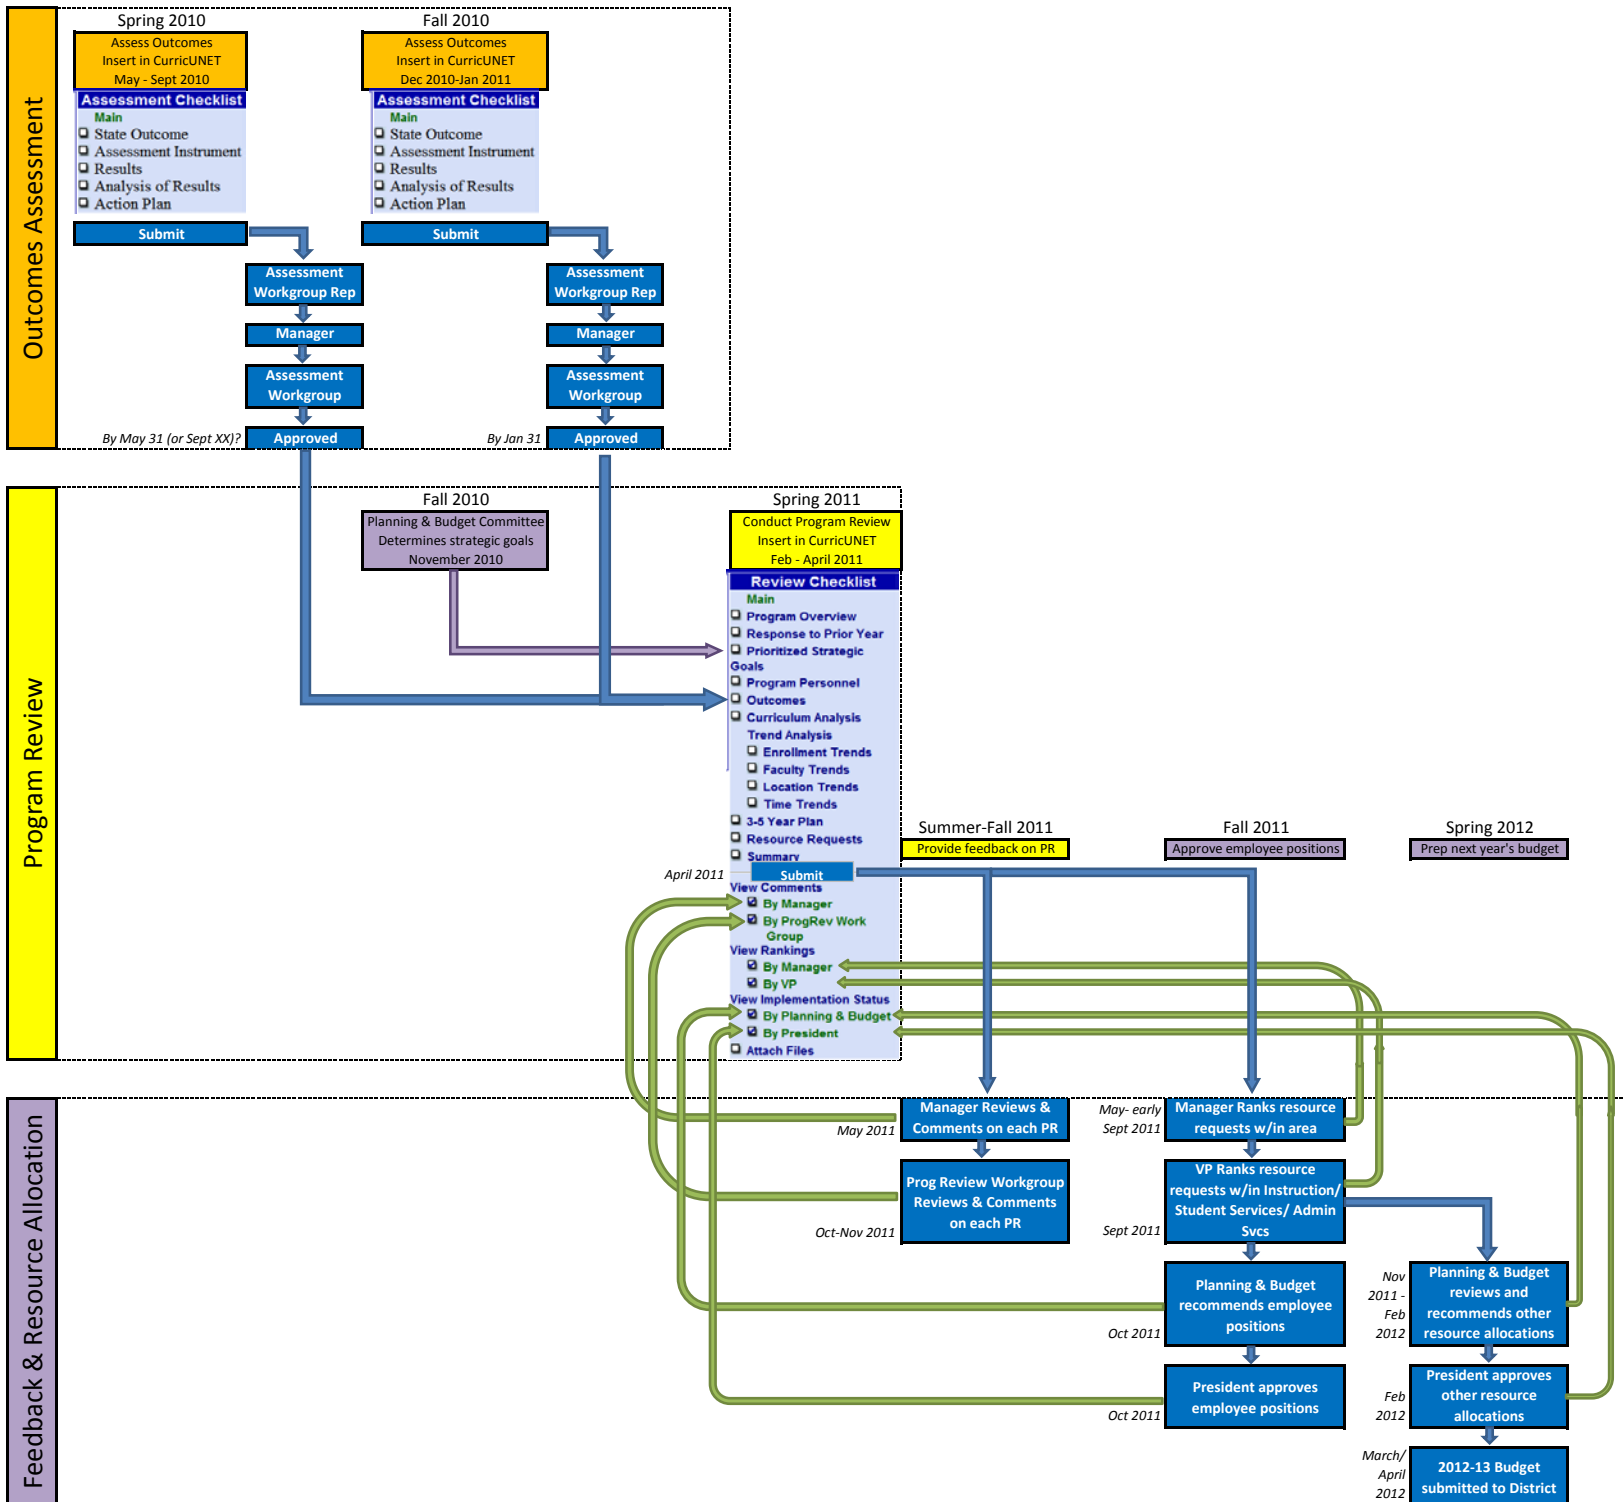 Outcomes Assessment
Spring 2010
Assess Outcomes
Insert in CurricUNET
May - Sept 2010
Assessment Checklist
Main
State Outcome
Assessment Instrument
Results
Analysis of Results
Action Plan
Submit
Assessment
Workgroup Rep
Manager
Assessment
Workgroup
By May 31 (or Sept XX)?
Approved
Fall 2010
Assess Outcomes
Insert in CurricUNET
Dec 2010-Jan 2011
Assessment Checklist
Main
State Outcome
Assessment Instrument
Results
Analysis of Results
Action Plan
Submit
Assessment
Workgroup Rep
Manager
Assessment
Workgroup
By Jan 31
Approved
Program Review
Fall 2010
Planning & Budget Committee
Determines strategic goals
November 2010
Spring 2011
Conduct Program Review
Insert in CurricUNET
Feb - April 2011
Review Checklist
Main
Program Overview
Response to Prior Year
Prioritized Strategic
Goals
Program Personnel
Outcomes
Curriculum Analysis
Trend Analysis
Enrollment Trends
Faculty Trends
Location Trends
Time Trends
3-5 Year Plan
Resource Requests
Summary
April 2011
Submit
View Comments
By Manager
By ProgRev Work
Group
View Rankings
By Manager
By VP
View Implementation Status
By Planning & Budget
By President
Attach Files
Summer-Fall 2011
Provide feedback on PR
Fall 2011
Approve employee positions
Spring 2012
Prep next year's budget
Feedback & Resource Allocation
May 2011
Manager Reviews &
Comments on each PR
Oct-Nov 2011
Prog Review Workgroup
Reviews & Comments
on each PR
May- early
Sept 2011
Manager Ranks resource
requests w/in area
Sept 2011
VP Ranks resource
requests w/in Instruction/
Student Services/ Admin
Svcs
Oct 2011
Planning & Budget
recommends employee
positions
Oct 2011
President approves
employee positions
Nov
2011 -
Feb
2012
Planning & Budget
reviews and
recommends other
resource allocations
Feb
2012
President approves
other resource
allocations
March/
April
2012
2012-13 Budget
submitted to District